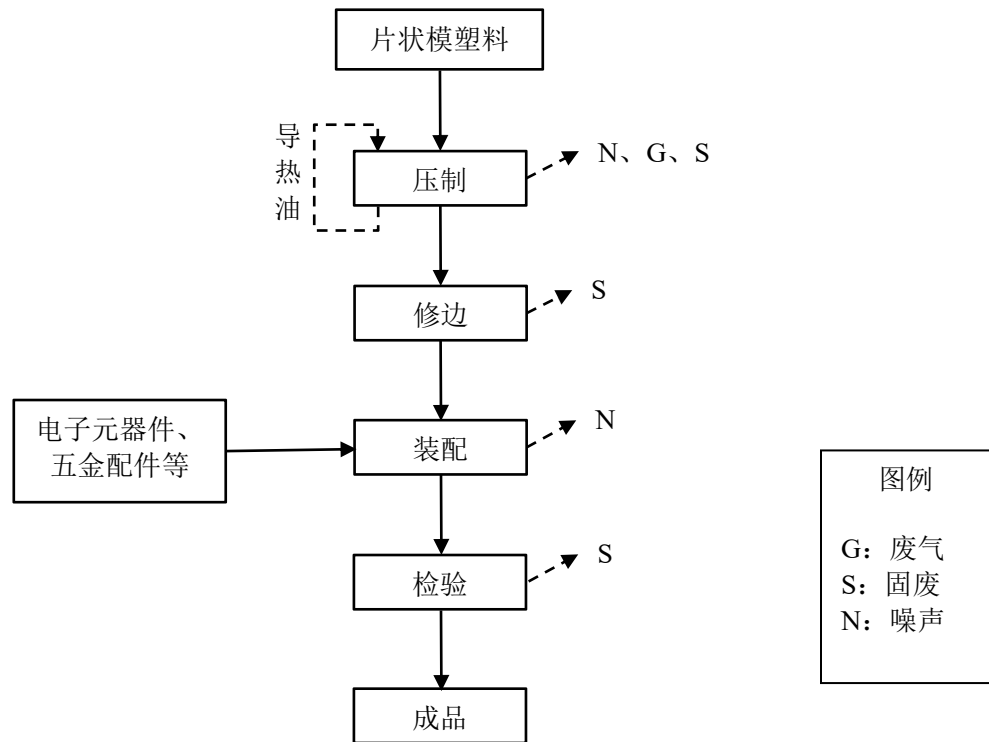 片状模塑料
导
热
油
压制
N、G、S
修边
S
电子元器件、
五金配件等
装配
N
检验
S
成品
图例
G：废气
S：固废
N：噪声